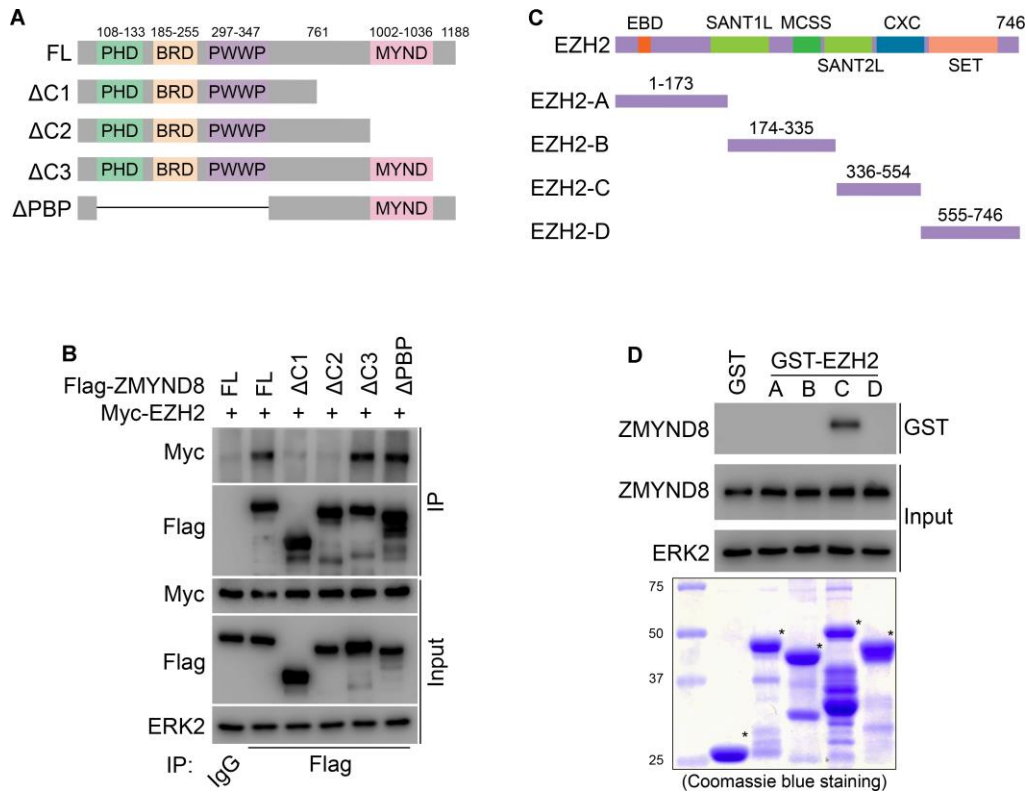 A
108-133 185-255 297-347 761 1002-1036 1188
FL PHD BRD PWWP MYND
ΔC1 PHD BRD PWWP
ΔC2 PHD BRD PWWP
ΔC3 PHD BRD PWWP MYND
ΔPBP MYND
C
EBD SANT1L MCSS CXC 746
EZH2
SANT2L SET
1-173
EZH2-A
174-335
EZH2-B
336-554
EZH2-C
555-746
EZH2-D
B
Flag-ZMYND8 FL FL ΔC1 ΔC2 ΔC3 ΔPBP
Myc-EZH2 + + + + + +
Myc
Flag
IP
Myc
Flag
Input
ERK2
IP: IgG Flag
D
GST GST-EZH2
A B C D
ZMYND8 GST
ZMYND8
Input
ERK2
75
50
37
25
* * * * *
(Coomassie blue staining)